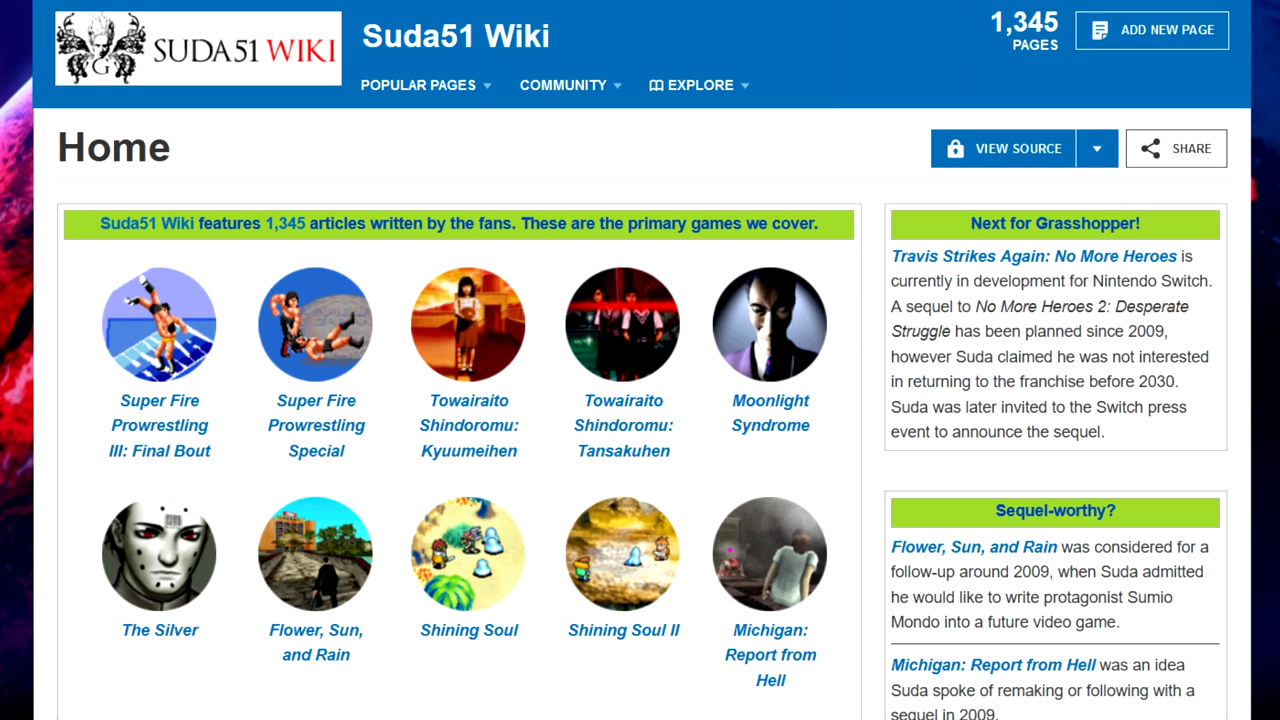 SUDA51 WIKI
Suda51 Wiki
1,345
PAGES
ADD NEW PAGE
POPULAR PAGES
COMMUNITY
EXPLORE
Home
VIEW SOURCE
SHARE
Suda51 Wiki features 1,345 articles written by the fans. These are the primary games we cover.
Super Fire
Prowrestling
III: Final Bout
Super Fire
Prowrestling
Special
Towairaito
Shindoromu:
Kyuumeihen
Towairaito
Shindoromu:
Tansakuhen
Moonlight
Syndrome
The Silver
Flower, Sun,
and Rain
Shining Soul
Shining Soul II
Michigan:
Report from
Hell
Next for Grasshopper!
Travis Strikes Again: No More Heroes is
currently in development for Nintendo Switch.
A sequel to No More Heroes 2: Desperate
Struggle has been planned since 2009,
however Suda claimed he was not interested
in returning to the franchise before 2030.
Suda was later invited to the Switch press
event to announce the sequel.
Sequel-worthy?
Flower, Sun, and Rain was considered for a
follow-up around 2009, when Suda admitted
he would like to write protagonist Sumio
Mondo into a future video game.
Michigan: Report from Hell was an idea
Suda spoke of remaking or following with a
sequel in 2009.